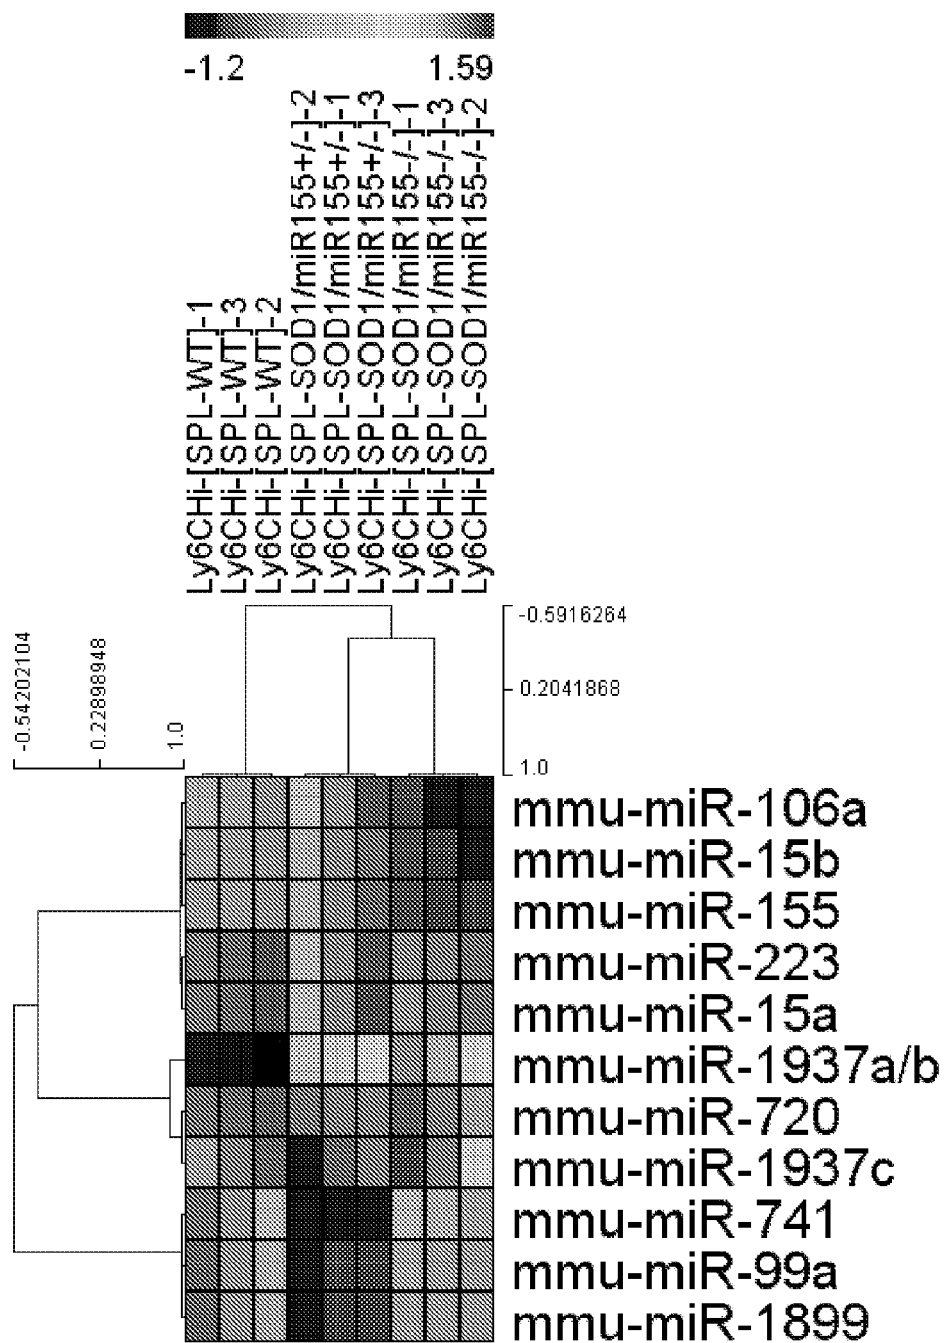 -1.2 1.59
Ly6CHi-[SPL-WT]-1
Ly6CHi-[SPL-WT]-3
Ly6CHi-[SPL-WT]-2
Ly6CHi-[SPL-SOD1/miR155+/-]-2
Ly6CHi-[SPL-SOD1/miR155+/-]-1
Ly6CHi-[SPL-SOD1/miR155+/-]-3
Ly6CHi-[SPL-SOD1/miR155-/-]-1
Ly6CHi-[SPL-SOD1/miR155-/-]-3
Ly6CHi-[SPL-SOD1/miR155-/-]-2
-0.5916264
0.2041868
1.0
-0.54202104
0.22898948
1.0
mmu-miR-106a
mmu-miR-15b
mmu-miR-155
mmu-miR-223
mmu-miR-15a
mmu-miR-1937a/b
mmu-miR-720
mmu-miR-1937c
mmu-miR-741
mmu-miR-99a
mmu-miR-1899